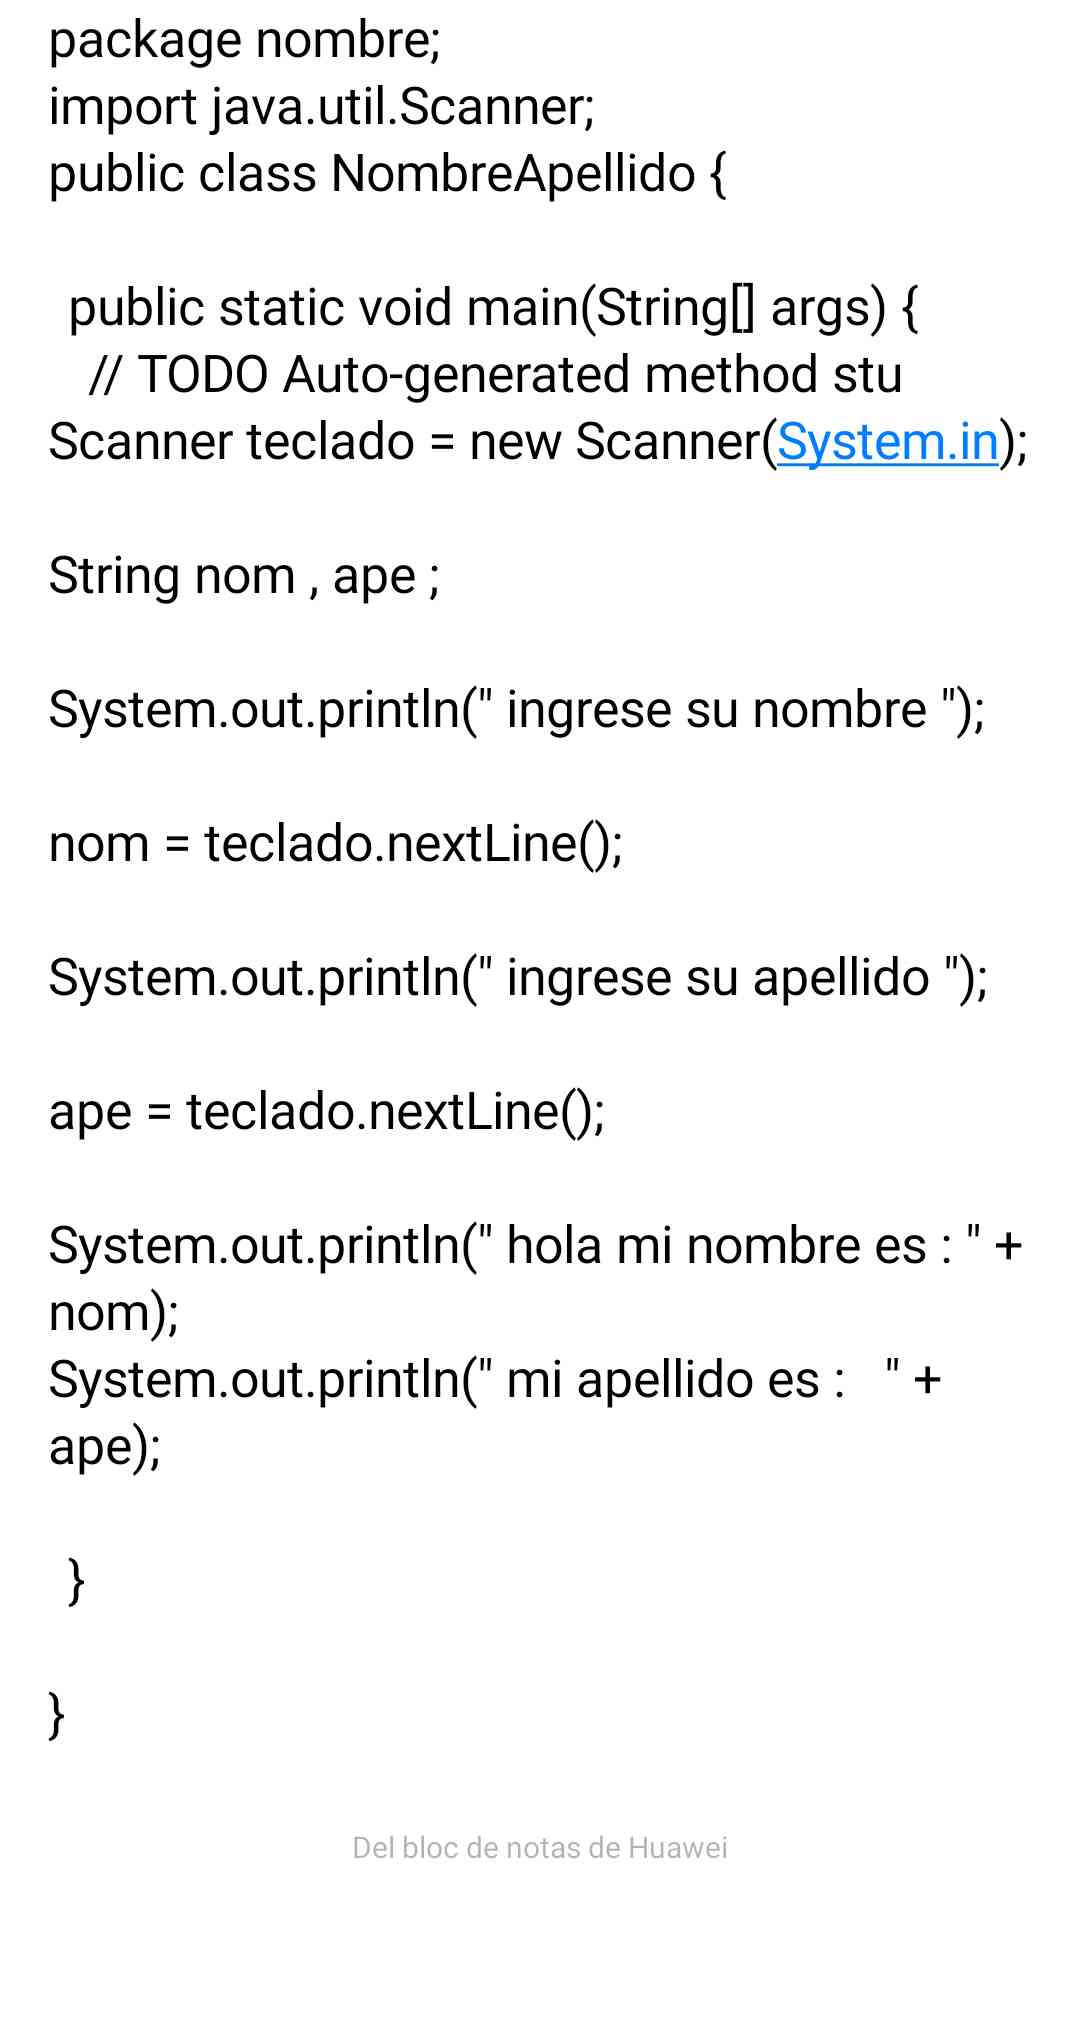 package nombre;
import java.util.Scanner;
public class NombreApellido {
public static void main(String[] args) {
// TODO Auto-generated method stu
Scanner teclado = new Scanner(System.in);
String nom , ape ;
System.out.println(" ingrese su nombre ");
nom = teclado.nextLine();
System.out.println(" ingrese su apellido ");
ape = teclado.nextLine();
System.out.println(" hola mi nombre es : " +
nom);
System.out.println(" mi apellido es :   " +
ape);
}
}
Del bloc de notas de Huawei